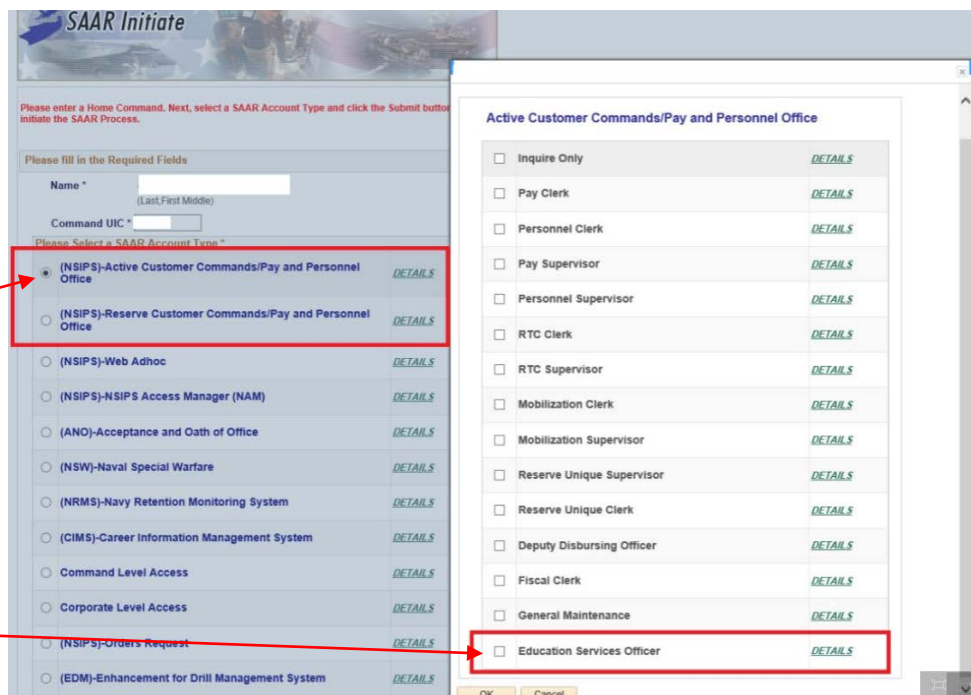 SAAR Initiate
Please enter a Home Command. Next, select a SAAR Account Type and click the Submit button
initiate the SAAR Process.
Please fill in the Required Fields
Name *
(Last,First Middle)
Command UIC *
Please Select a SAAR Account Type *
(NSIPS)-Active Customer Commands/Pay and Personnel
Office
DETAILS
(NSIPS)-Reserve Customer Commands/Pay and Personnel
Office
DETAILS
(NSIPS)-Web Adhoc DETAILS
(NSIPS)-NSIPS Access Manager (NAM) DETAILS
(ANO)-Acceptance and Oath of Office DETAILS
(NSW)-Naval Special Warfare DETAILS
(NRMS)-Navy Retention Monitoring System DETAILS
(CIMS)-Career Information Management System DETAILS
Command Level Access DETAILS
Corporate Level Access DETAILS
(NSIPS)-Orders Request DETAILS
(EDM)-Enhancement for Drill Management System DETAILS
Active Customer Commands/Pay and Personnel Office
Inquire Only DETAILS
Pay Clerk DETAILS
Personnel Clerk DETAILS
Pay Supervisor DETAILS
Personnel Supervisor DETAILS
RTC Clerk DETAILS
RTC Supervisor DETAILS
Mobilization Clerk DETAILS
Mobilization Supervisor DETAILS
Reserve Unique Supervisor DETAILS
Reserve Unique Clerk DETAILS
Deputy Disbursing Officer DETAILS
Fiscal Clerk DETAILS
General Maintenance DETAILS
Education Services Officer DETAILS
OK Cancel